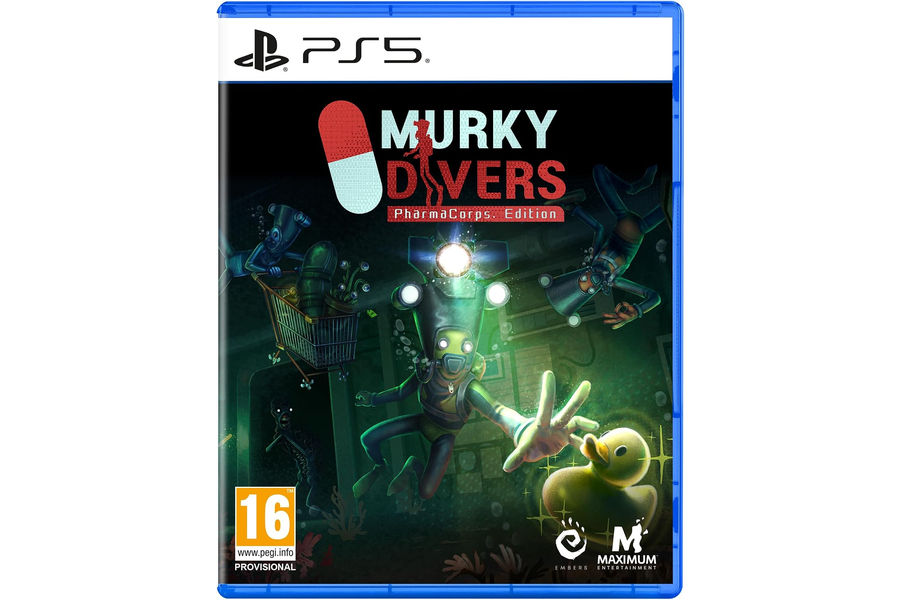 PS5
MURKY
DIVERS
PharmaCorps. Edition
16
www.pegi.info
PROVISIONAL
EMBERS
M
MAXIMUM
ENTERTAINMENT